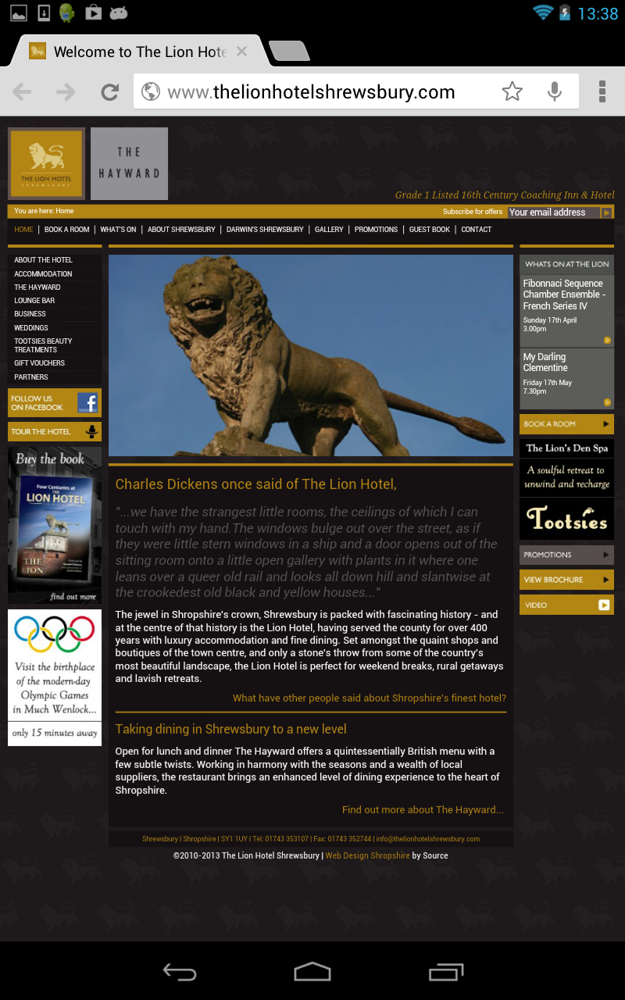 13:38
Welcome to The Lion Hote
www.thelionhotelshrewsbury.com
THE LION HOTEL
SHREWSBURY
THE
HAYWARD
Grade 1 Listed 16th Century Coaching Inn & Hotel
You are here: Home
Subscribe for offers
Your email address
HOME | BOOK A ROOM | WHAT'S ON | ABOUT SHREWSBURY | DARWIN'S SHREWSBURY | GALLERY | PROMOTIONS | GUEST BOOK | CONTACT
ABOUT THE HOTEL
ACCOMMODATION
THE HAYWARD
LOUNGE BAR
BUSINESS
WEDDINGS
TOOTSIES BEAUTY
TREATMENTS
GIFT VOUCHERS
PARTNERS
FOLLOW US
ON FACEBOOK
TOUR THE HOTEL
Buy the book
Four Centuries at
THE
LION HOTEL
THE
LION
find out more
Visit the birthplace
of the modern-day
Olympic Games
in Much Wenlock...
only 15 minutes away
Charles Dickens once said of The Lion Hotel,
"...we have the strangest little rooms, the ceilings of which I can
touch with my hand.The windows bulge out over the street, as if
they were little stern windows in a ship and a door opens out of the
sitting room onto a little open gallery with plants in it where one
leans over a queer old rail and looks all down hill and slantwise at
the crookedest old black and yellow houses..."
The jewel in Shropshire's crown, Shrewsbury is packed with fascinating history - and
at the centre of that history is the Lion Hotel, having served the county for over 400
years with luxury accommodation and fine dining. Set amongst the quaint shops and
boutiques of the town centre, and only a stone's throw from some of the country's
most beautiful landscape, the Lion Hotel is perfect for weekend breaks, rural getaways
and lavish retreats.
What have other people said about Shropshire's finest hotel?
Taking dining in Shrewsbury to a new level
Open for lunch and dinner The Hayward offers a quintessentially British menu with a
few subtle twists. Working in harmony with the seasons and a wealth of local
suppliers, the restaurant brings an enhanced level of dining experience to the heart of
Shropshire.
Find out more about The Hayward...
WHATS ON AT THE LION
Fibonnaci Sequence
Chamber Ensemble -
French Series IV
Sunday 17th April
3.00pm
My Darling
Clementine
Friday 17th May
7.30pm
BOOK A ROOM
The Lion's Den Spa
A soulful retreat to
unwind and recharge
Tootsies
PROMOTIONS
VIEW BROCHURE
VIDEO
Shrewsbury | Shropshire | SY1 1UY | Tel: 01743 353107 | Fax: 01743 352744 | info@thelionhotelshrewsbury.com
©2010-2013 The Lion Hotel Shrewsbury | Web Design Shropshire by Source